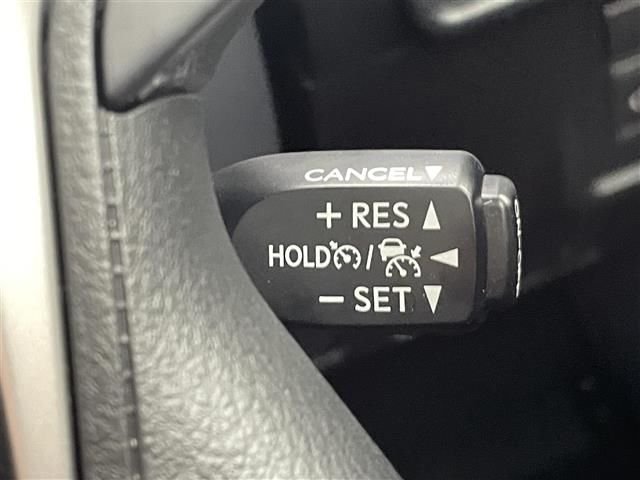 CANCEL▼
+ RES ▲
HOLD / ◀
− SET ▼